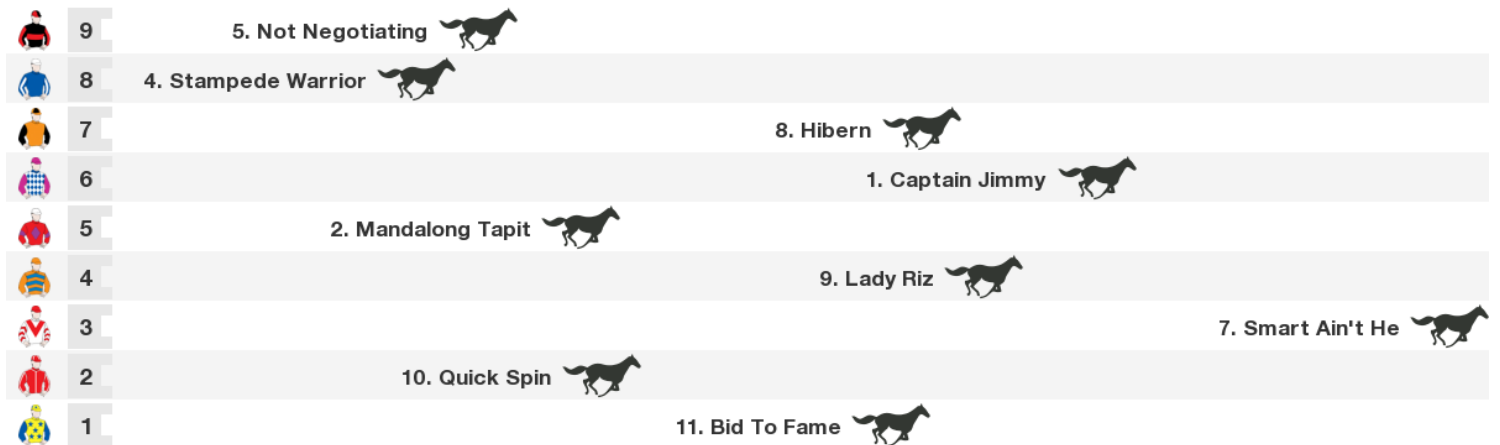 9 5. Not Negotiating
8 4. Stampede Warrior
7 8. Hibern
6 1. Captain Jimmy
5 2. Mandalong Tapit
4 9. Lady Riz
3 7. Smart Ain't He
2 10. Quick Spin
1 11. Bid To Fame